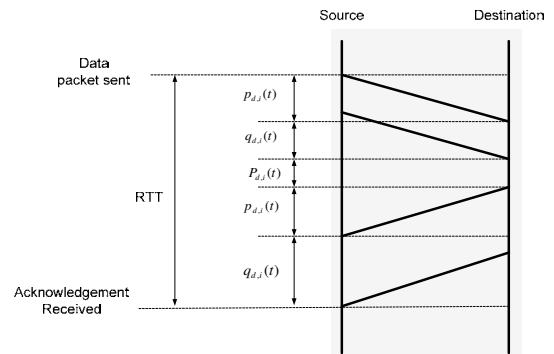 Source
Destination
Data
packet sent
p_{d,i}(t)
q_{d,i}(t)
P_{d,i}(t)
RTT
p_{d,i}(t)
q_{d,i}(t)
Acknowledgement
Received